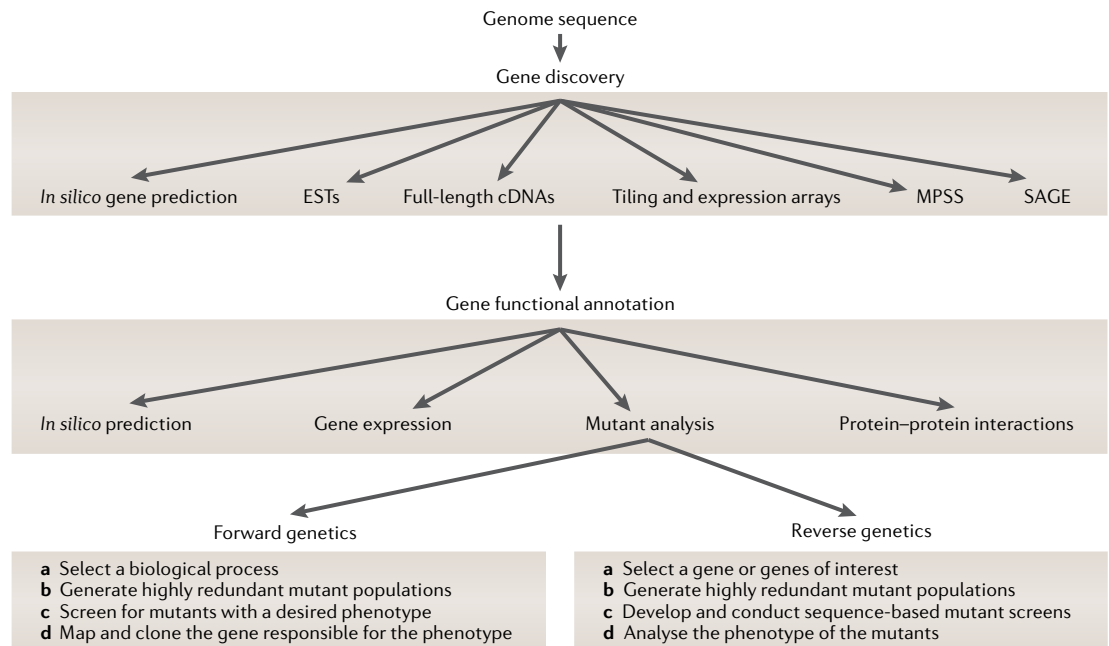 Genome sequence
Gene discovery
In silico gene prediction
ESTs
Full-length cDNAs
Tiling and expression arrays
MPSS
SAGE
Gene functional annotation
In silico prediction
Gene expression
Mutant analysis
Protein–protein interactions
Forward genetics
a Select a biological process
b Generate highly redundant mutant populations
c Screen for mutants with a desired phenotype
d Map and clone the gene responsible for the phenotype
Reverse genetics
a Select a gene or genes of interest
b Generate highly redundant mutant populations
c Develop and conduct sequence-based mutant screens
d Analyse the phenotype of the mutants